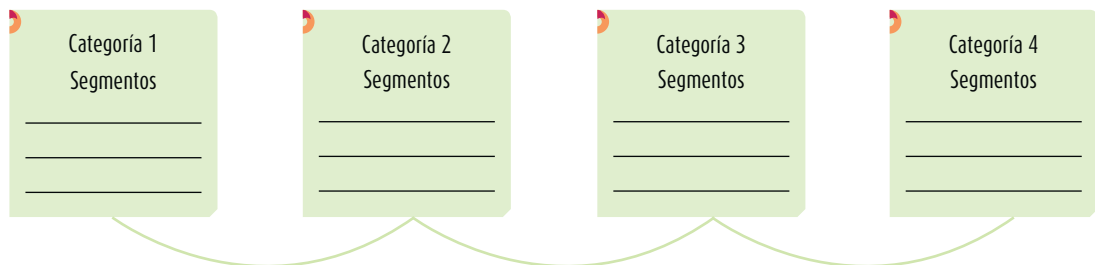 Categoría 1
Segmentos
Categoría 2
Segmentos
Categoría 3
Segmentos
Categoría 4
Segmentos